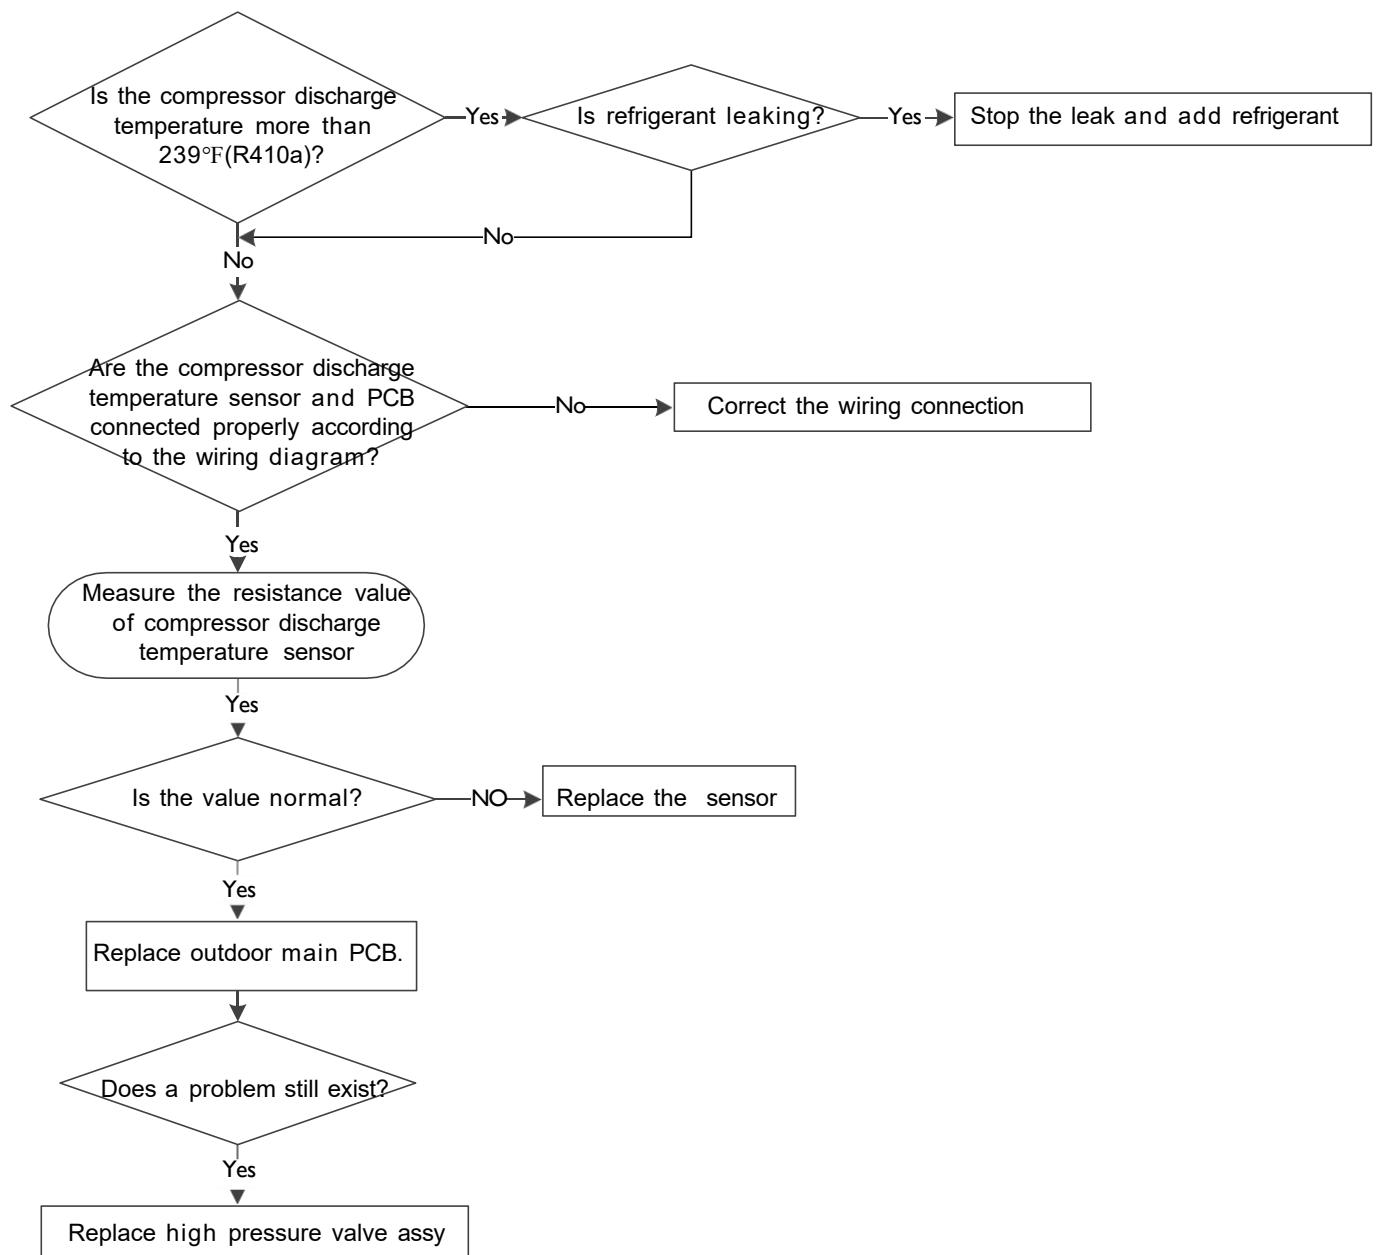 Is the compressor discharge
temperature more than
239°F(R410a)?
Yes
Is refrigerant leaking?
Yes
Stop the leak and add refrigerant
No
No
Are the compressor discharge
temperature sensor and PCB
connected properly according
to the wiring diagram?
No
Correct the wiring connection
Yes
Measure the resistance value
of compressor discharge
temperature sensor
Yes
Is the value normal?
NO
Replace the sensor
Yes
Replace outdoor main PCB.
Does a problem still exist?
Yes
Replace high pressure valve assy